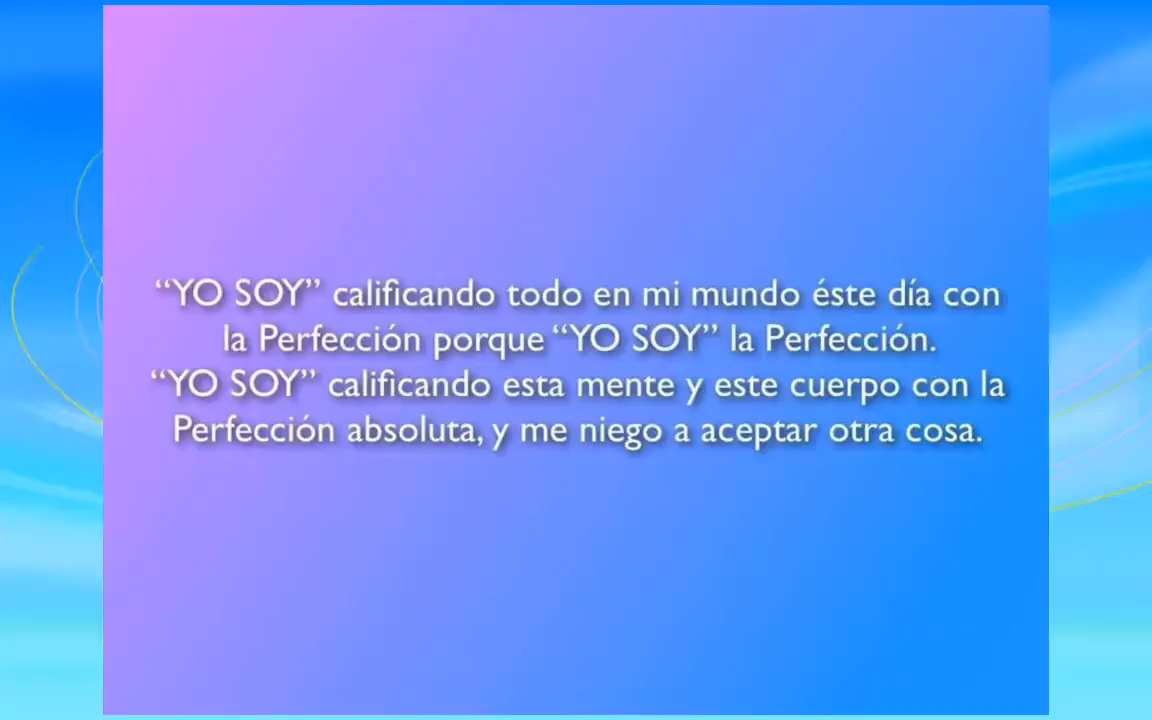 “YO SOY” calificando todo en mi mundo éste día con
la Perfección porque “YO SOY” la Perfección.
“YO SOY” calificando esta mente y este cuerpo con la
Perfección absoluta, y me niego a aceptar otra cosa.